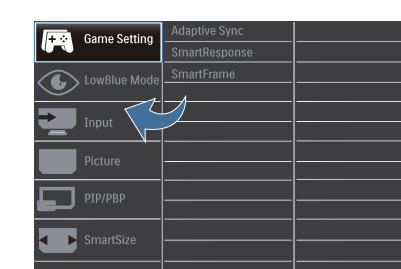 Game Setting
Adaptive Sync
SmartResponse
LowBlue Mode
SmartFrame
Input
Picture
PIP/PBP
SmartSize